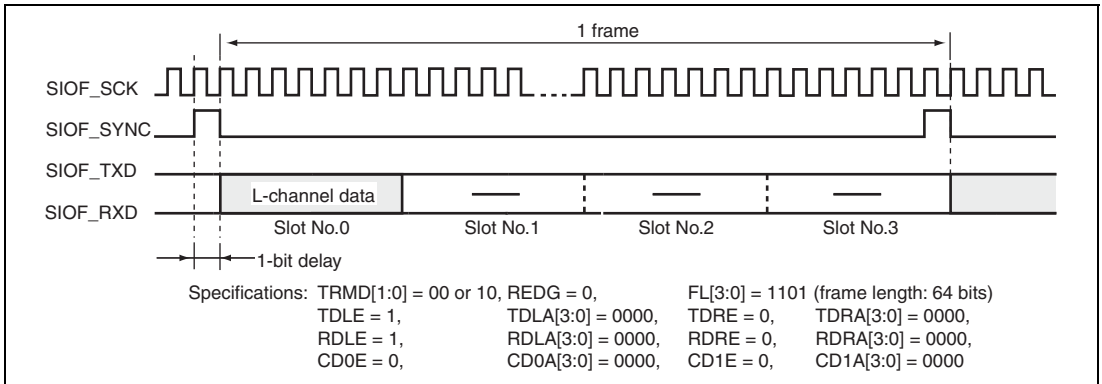 1 frame
SIOF_SCK
SIOF_SYNC
SIOF_TXD
SIOF_RXD
L-channel data
Slot No.0 Slot No.1 Slot No.2 Slot No.3
1-bit delay
Specifications: TRMD[1:0] = 00 or 10, REDG = 0, FL[3:0] = 1101 (frame length: 64 bits)
TDLE = 1, TDLA[3:0] = 0000, TDRE = 0, TDRA[3:0] = 0000,
RDLE = 1, RDLA[3:0] = 0000, RDRE = 0, RDRA[3:0] = 0000,
CD0E = 0, CD0A[3:0] = 0000, CD1E = 0, CD1A[3:0] = 0000